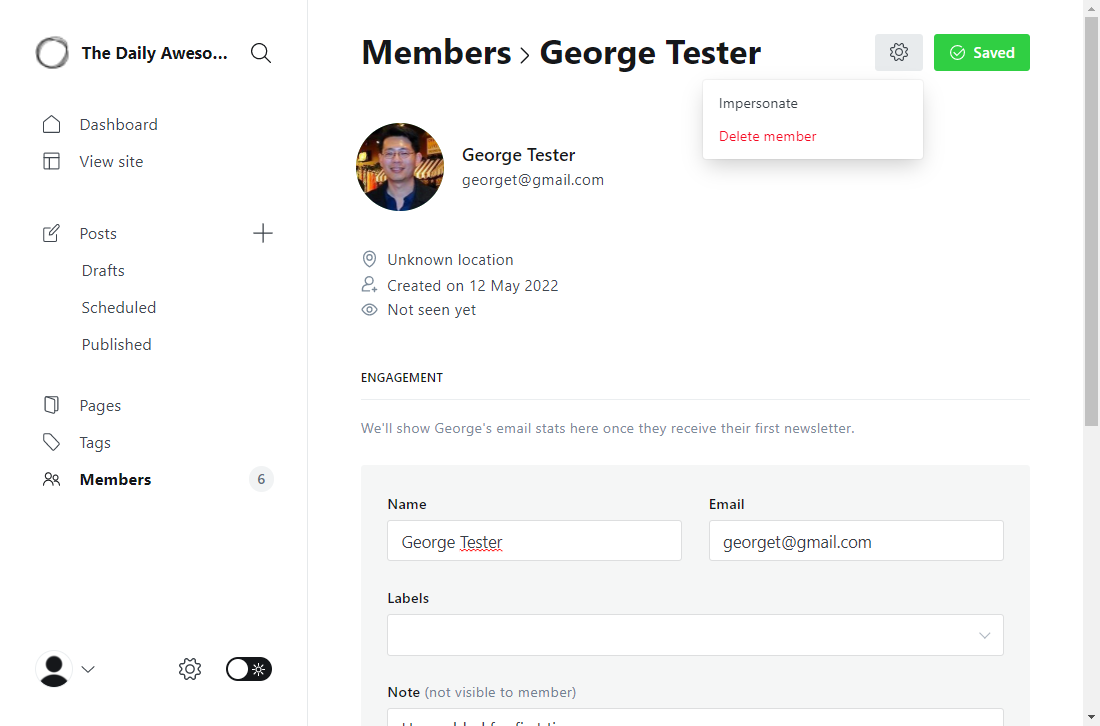 The Daily Aweso...
Dashboard
View site
Posts
Drafts
Scheduled
Published
Pages
Tags
Members 6
Members > George Tester
Saved
Impersonate
Delete member
George Tester
georget@gmail.com
Unknown location
Created on 12 May 2022
Not seen yet
ENGAGEMENT
We'll show George's email stats here once they receive their first newsletter.
Name
George Tester
Email
georget@gmail.com
Labels
Note (not visible to member)